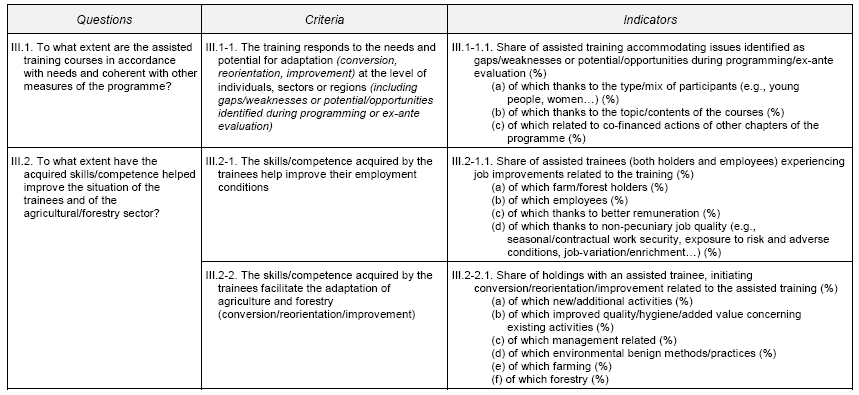 Questions
Criteria
Indicators
III.1. To what extent are the assisted
training courses in accordance
with needs and coherent with other
measures of the programme?
III.1-1. The training responds to the needs and
potential for adaptation (conversion,
reorientation, improvement) at the level of
individuals, sectors or regions (including
gaps/weaknesses or potential/opportunities
identified during programming or ex-ante
evaluation)
III.1-1.1. Share of assisted training accommodating issues identified as
gaps/weaknesses or potential/opportunities during programming/ex-ante
evaluation (%)
(a) of which thanks to the type/mix of participants (e.g., young
people, women…) (%)
(b) of which thanks to the topic/contents of the courses (%)
(c) of which related to co-financed actions of other chapters of the
programme (%)
III.2. To what extent have the
acquired skills/competence helped
improve the situation of the
trainees and of the
agricultural/forestry sector?
III.2-1. The skills/competence acquired by the
trainees help improve their employment
conditions
III.2-1.1. Share of assisted trainees (both holders and employees) experiencing
job improvements related to the training (%)
(a) of which farm/forest holders (%)
(b) of which employees (%)
(c) of which thanks to better remuneration (%)
(d) of which thanks to non-pecuniary job quality (e.g.,
seasonal/contractual work security, exposure to risk and adverse
conditions, job-variation/enrichment…) (%)
III.2-2. The skills/competence acquired by the
trainees facilitate the adaptation of
agriculture and forestry
(conversion/reorientation/improvement)
III.2-2.1. Share of holdings with an assisted trainee, initiating
conversion/reorientation/improvement related to the assisted training (%)
(a) of which new/additional activities (%)
(b) of which improved quality/hygiene/added value concerning
existing activities (%)
(c) of which management related (%)
(d) of which environmental benign methods/practices (%)
(e) of which farming (%)
(f) of which forestry (%)